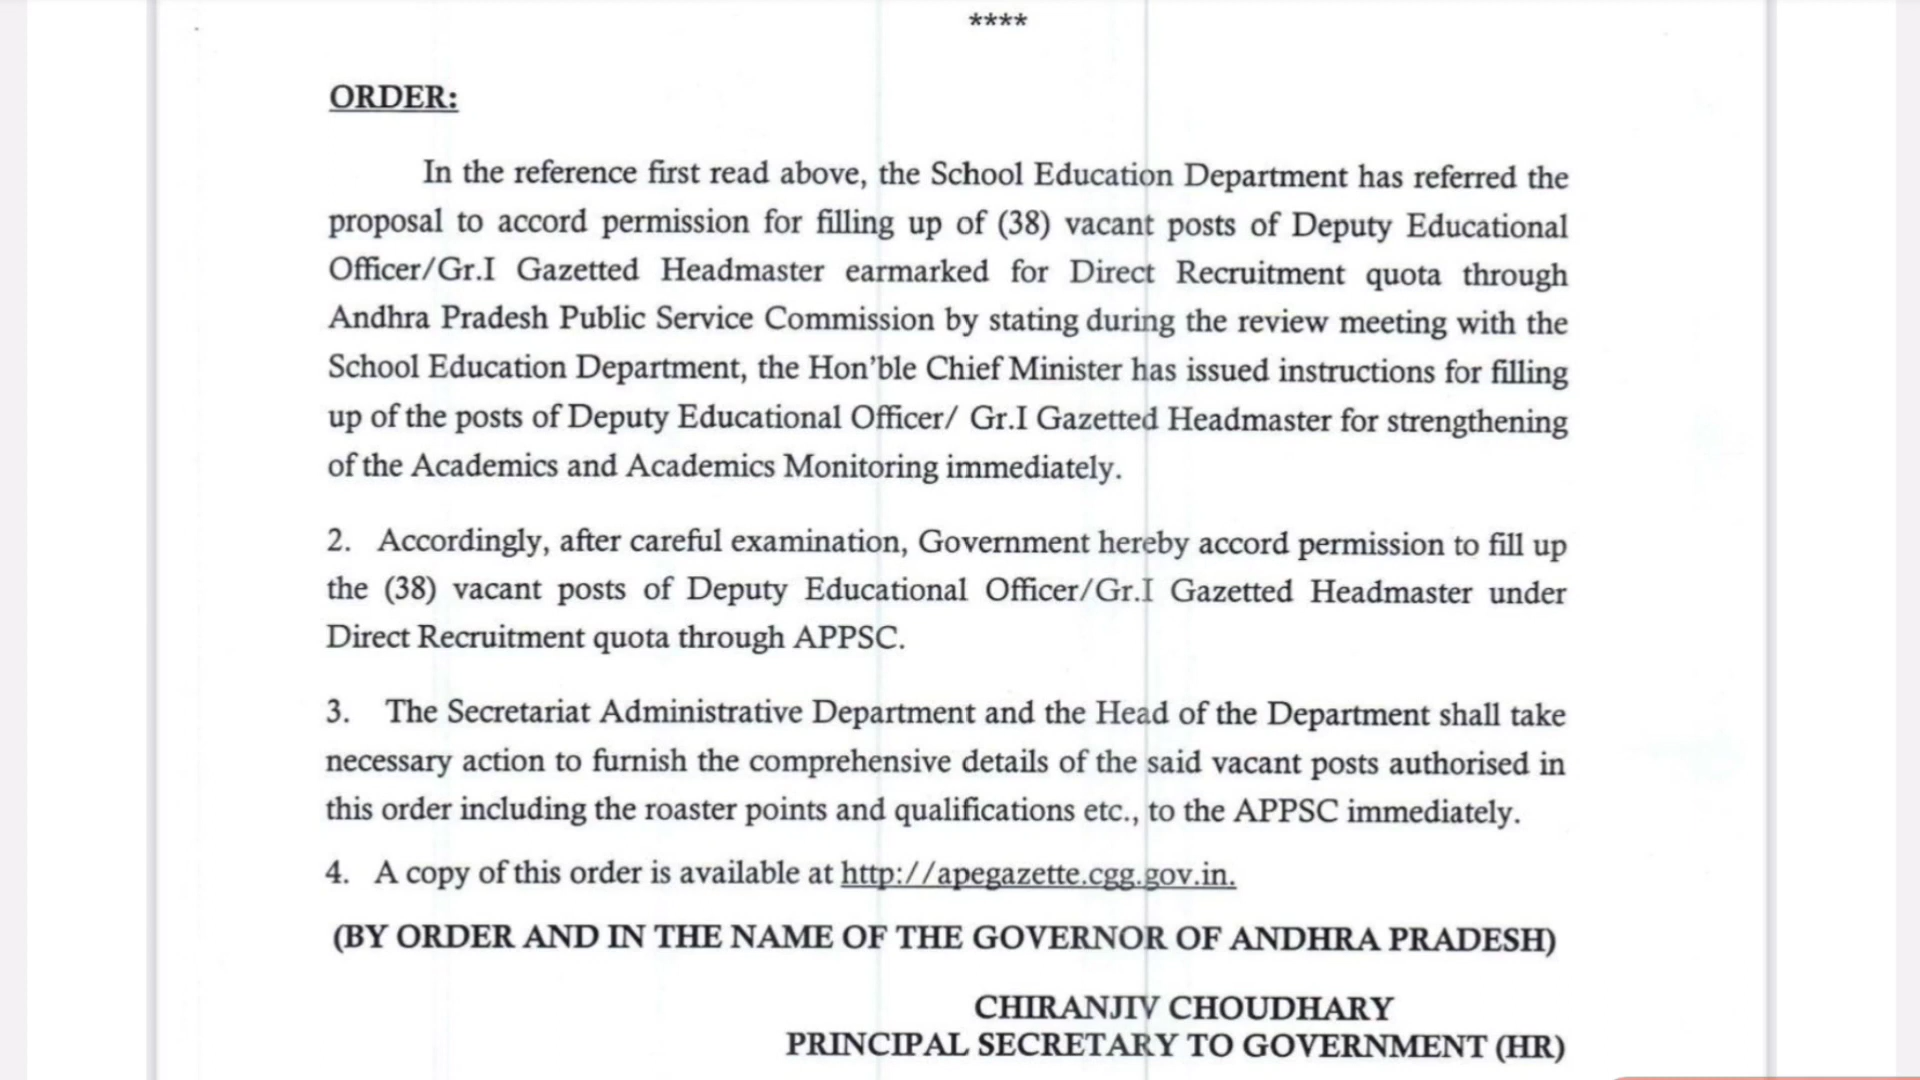 ****
ORDER:
In the reference first read above, the School Education Department has referred the
proposal to accord permission for filling up of (38) vacant posts of Deputy Educational
Officer/Gr.I Gazetted Headmaster earmarked for Direct Recruitment quota through
Andhra Pradesh Public Service Commission by stating during the review meeting with the
School Education Department, the Hon’ble Chief Minister has issued instructions for filling
up of the posts of Deputy Educational Officer/ Gr.I Gazetted Headmaster for strengthening
of the Academics and Academics Monitoring immediately.
2. Accordingly, after careful examination, Government hereby accord permission to fill up
the (38) vacant posts of Deputy Educational Officer/Gr.I Gazetted Headmaster under
Direct Recruitment quota through APPSC.
3. The Secretariat Administrative Department and the Head of the Department shall take
necessary action to furnish the comprehensive details of the said vacant posts authorised in
this order including the roaster points and qualifications etc., to the APPSC immediately.
4. A copy of this order is available at http://apegazette.cgg.gov.in.
(BY ORDER AND IN THE NAME OF THE GOVERNOR OF ANDHRA PRADESH)
CHIRANJIV CHOUDHARY
PRINCIPAL SECRETARY TO GOVERNMENT (HR)